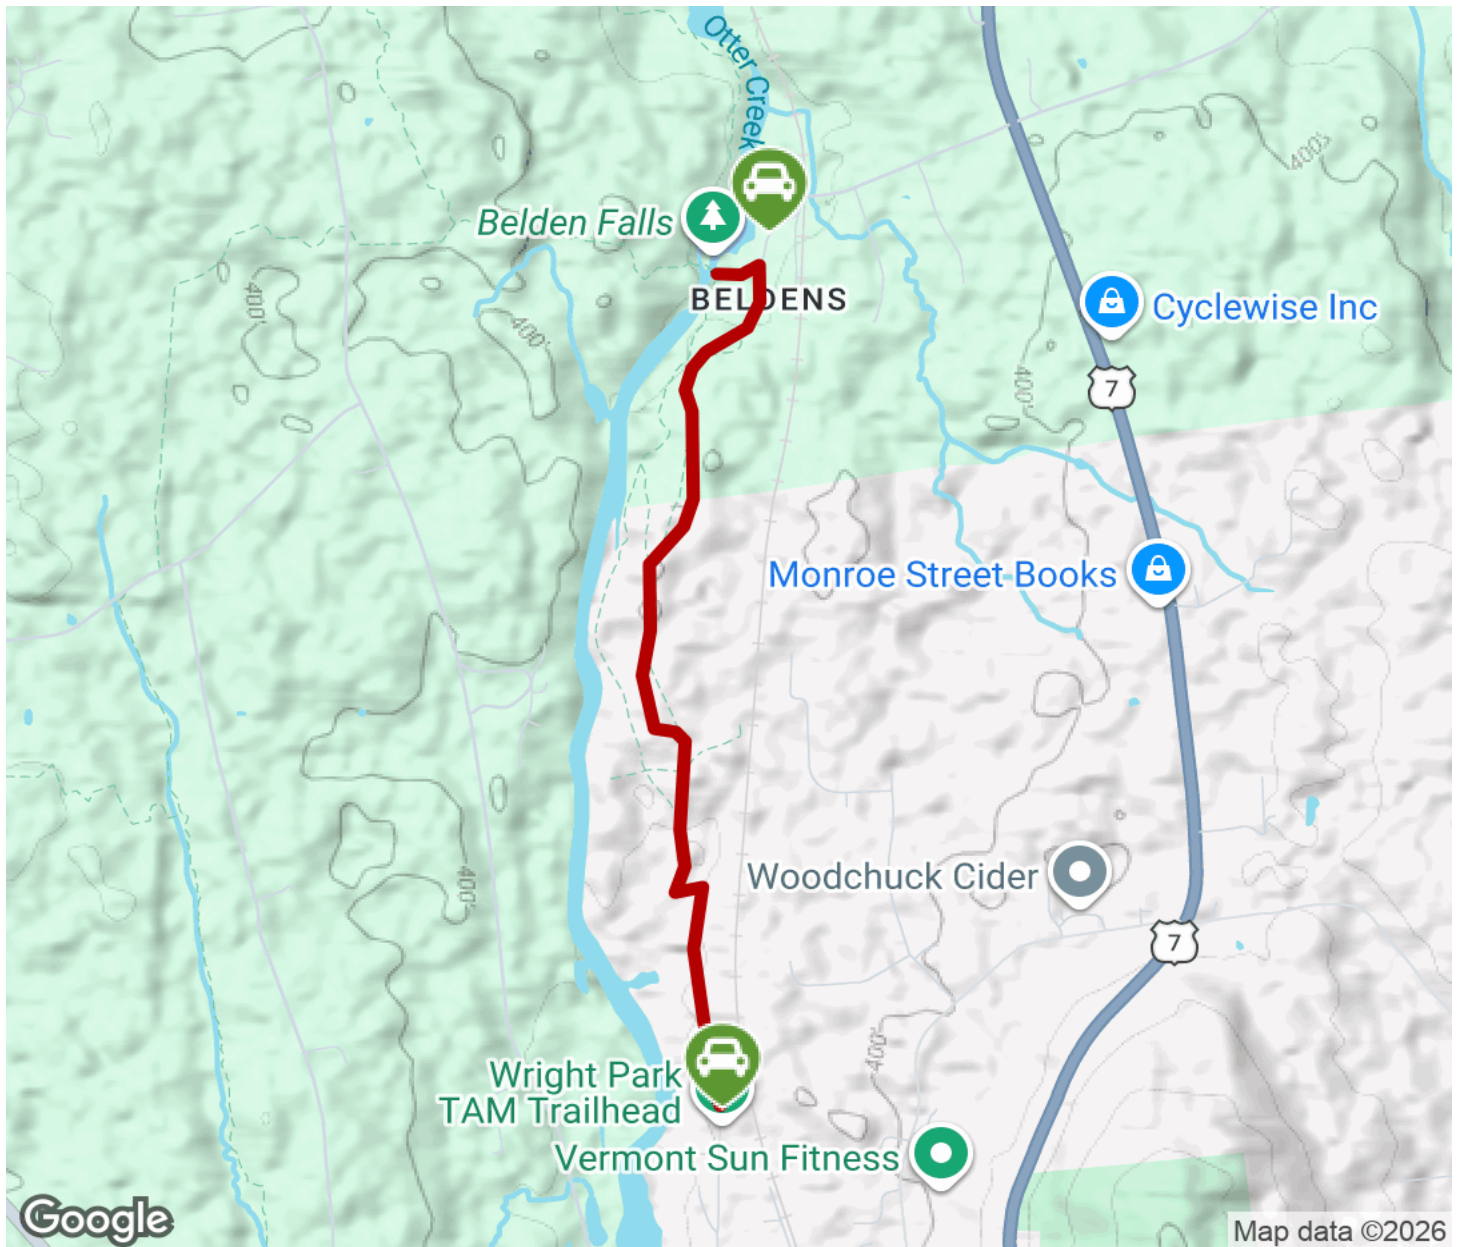 Otter Creek
400'
Belden Falls
BELDENS
400'
400'
Cyclewise Inc
400'
7
Monroe Street Books
Woodchuck Cider
400'
7
400'
Wright Park
TAM Trailhead
Vermont Sun Fitness
Google
Map data ©2026